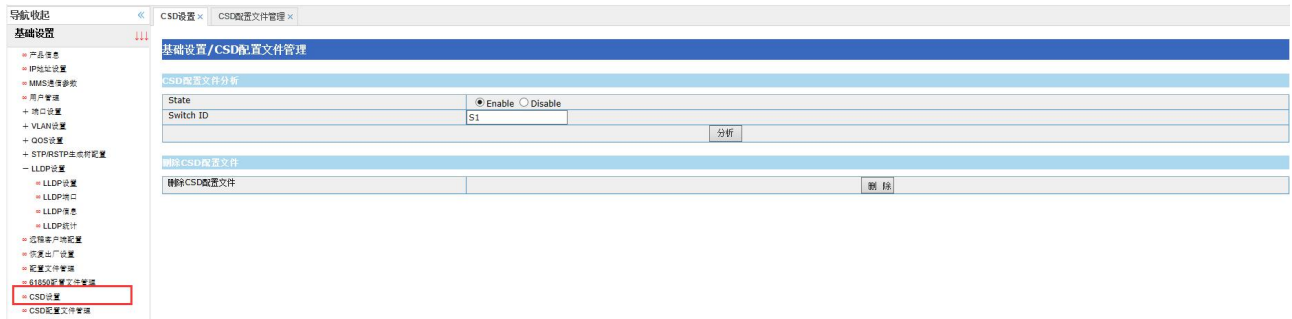 导航收起 «
基础设置
产品信息
IP地址设置
MMS通信参数
用户管理
+ 端口设置
+ VLAN设置
+ QOS设置
+ STP/RSTP生成树配置
- LLDP设置
LLDP设置
LLDP端口
LLDP信息
LLDP统计
远程客户端配置
恢复出厂设置
配置文件管理
61850配置文件管理
CSD设置
CSD配置文件管理
CSD设置 × CSD配置文件管理 ×
基础设置/CSD配置文件管理
CSD配置文件分析
State Enable Disable
Switch ID S1
分析
删除CSD配置文件
删除CSD配置文件 删 除